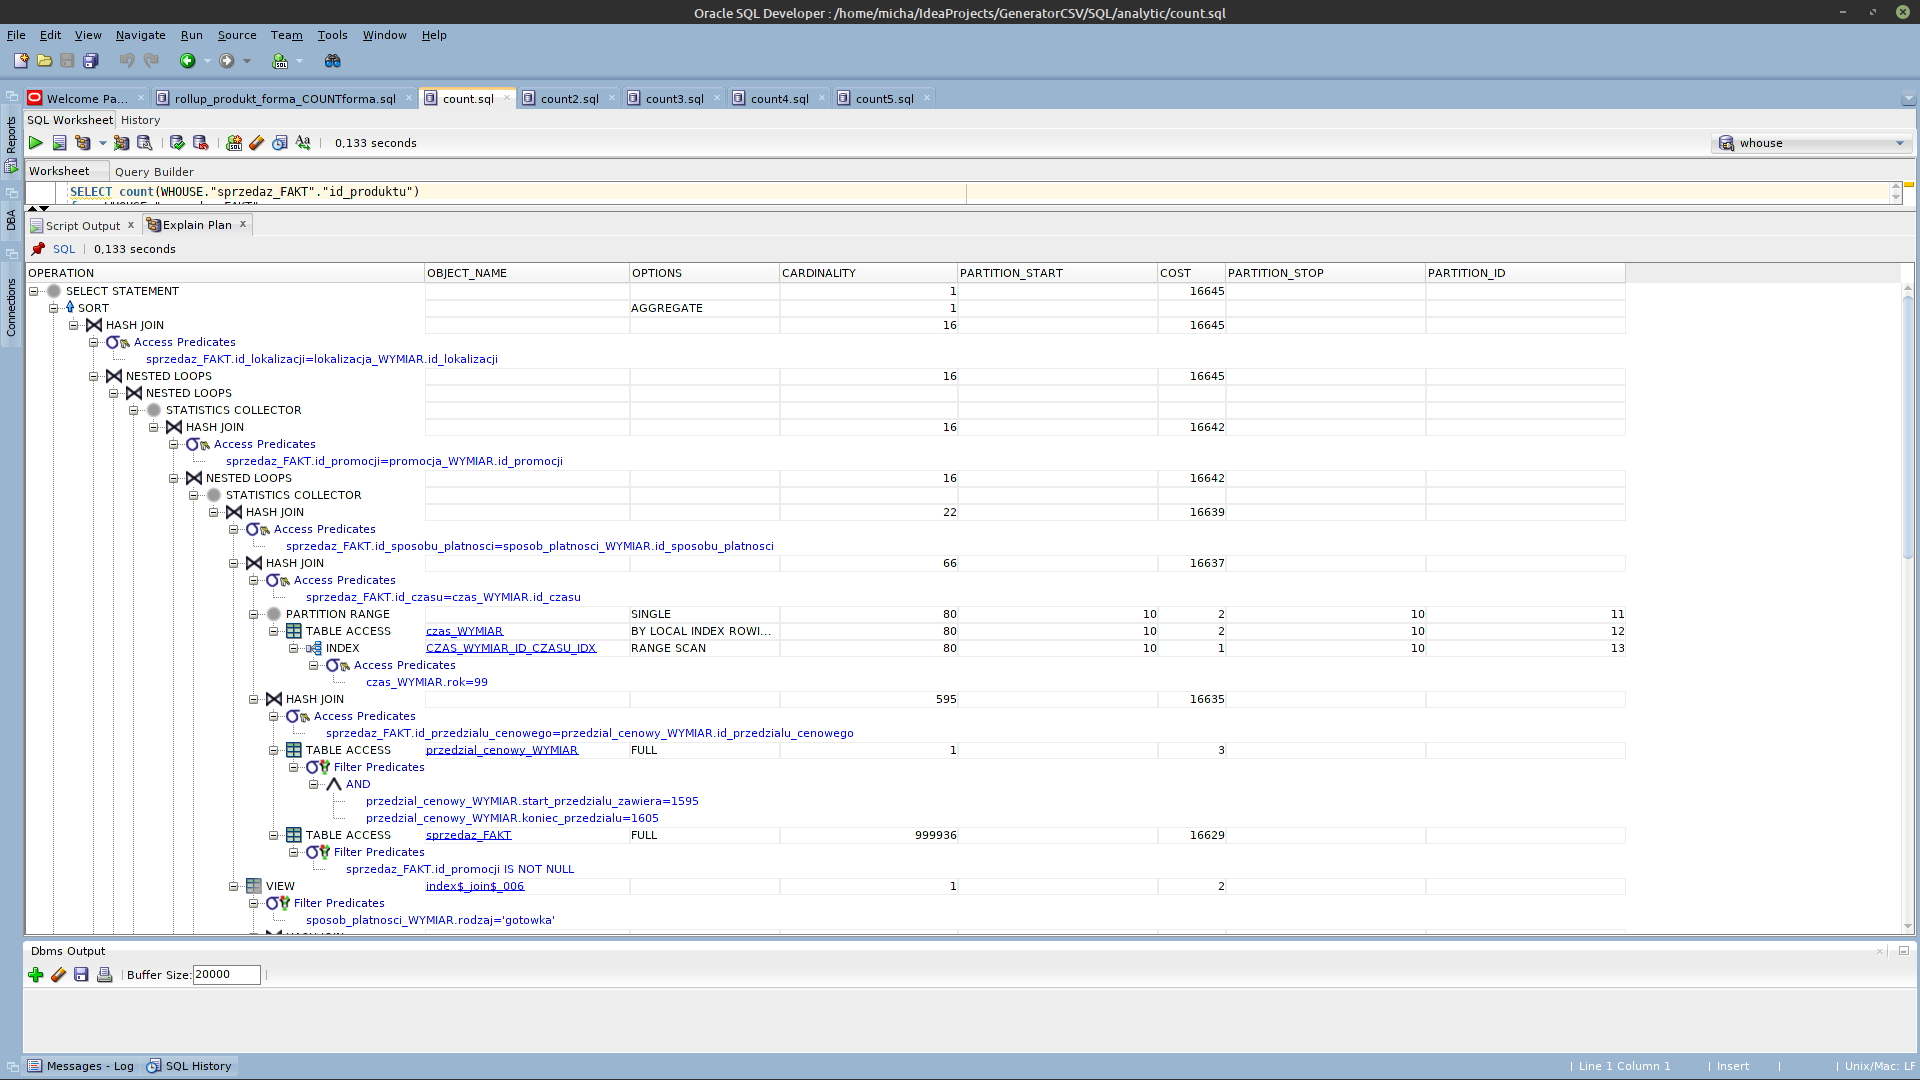 Oracle SQL Developer : /home/micha/IdeaProjects/GeneratorCSV/SQL/analytic/count.sql
File Edit View Navigate Run Source Team Tools Window Help
Welcome Pa... rollup_produkt_forma_COUNTforma.sql count.sql count2.sql count3.sql count4.sql count5.sql
Reports
DBA
Connections
SQL Worksheet History
0,133 seconds whouse
Worksheet Query Builder
SELECT count(WHOUSE."sprzedaz_FAKT"."id_produktu")
Script Output x Explain Plan x
SQL 0,133 seconds
OPERATION OBJECT_NAME OPTIONS CARDINALITY PARTITION_START COST PARTITION_STOP PARTITION_ID
SELECT STATEMENT 1 16645
SORT AGGREGATE 1
HASH JOIN 16 16645
Access Predicates
sprzedaz_FAKT.id_lokalizacji=lokalizacja_WYMIAR.id_lokalizacji
NESTED LOOPS 16 16645
NESTED LOOPS
STATISTICS COLLECTOR
HASH JOIN 16 16642
Access Predicates
sprzedaz_FAKT.id_promocji=promocja_WYMIAR.id_promocji
NESTED LOOPS 16 16642
STATISTICS COLLECTOR
HASH JOIN 22 16639
Access Predicates
sprzedaz_FAKT.id_sposobu_platnosci=sposob_platnosci_WYMIAR.id_sposobu_platnosci
HASH JOIN 66 16637
Access Predicates
sprzedaz_FAKT.id_czasu=czas_WYMIAR.id_czasu
PARTITION RANGE SINGLE 80 10 2 10 11
TABLE ACCESS czas_WYMIAR BY LOCAL INDEX ROWI... 80 10 2 10 12
INDEX CZAS_WYMIAR_ID_CZASU_IDX RANGE SCAN 80 10 1 10 13
Access Predicates
czas_WYMIAR.rok=99
HASH JOIN 595 16635
Access Predicates
sprzedaz_FAKT.id_przedzialu_cenowego=przedzial_cenowy_WYMIAR.id_przedzialu_cenowego
TABLE ACCESS przedzial_cenowy_WYMIAR FULL 1 3
Filter Predicates
AND
przedzial_cenowy_WYMIAR.start_przedzialu_zawiera=1595
przedzial_cenowy_WYMIAR.koniec_przedzialu=1605
TABLE ACCESS sprzedaz_FAKT FULL 999936 16629
Filter Predicates
sprzedaz_FAKT.id_promocji IS NOT NULL
VIEW index$_join$_006 1 2
Filter Predicates
sposob_platnosci_WYMIAR.rodzaj='gotowka'
Dbms Output
Buffer Size: 20000
Messages - Log SQL History Line 1 Column 1 Insert Unix/Mac: LF